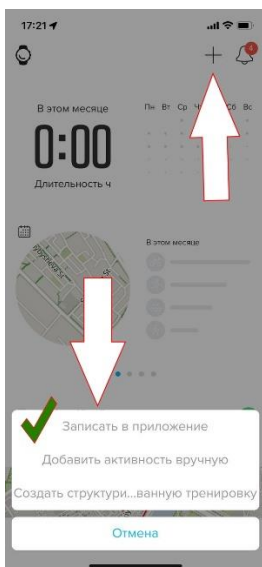 17:21
4
В этом месяце
Пн Вт Ср Сб Вс
0:00
Длительность ч
В этом месяце
Записать в приложение
Добавить активность вручную
Создать структури...ванную тренировку
Отмена